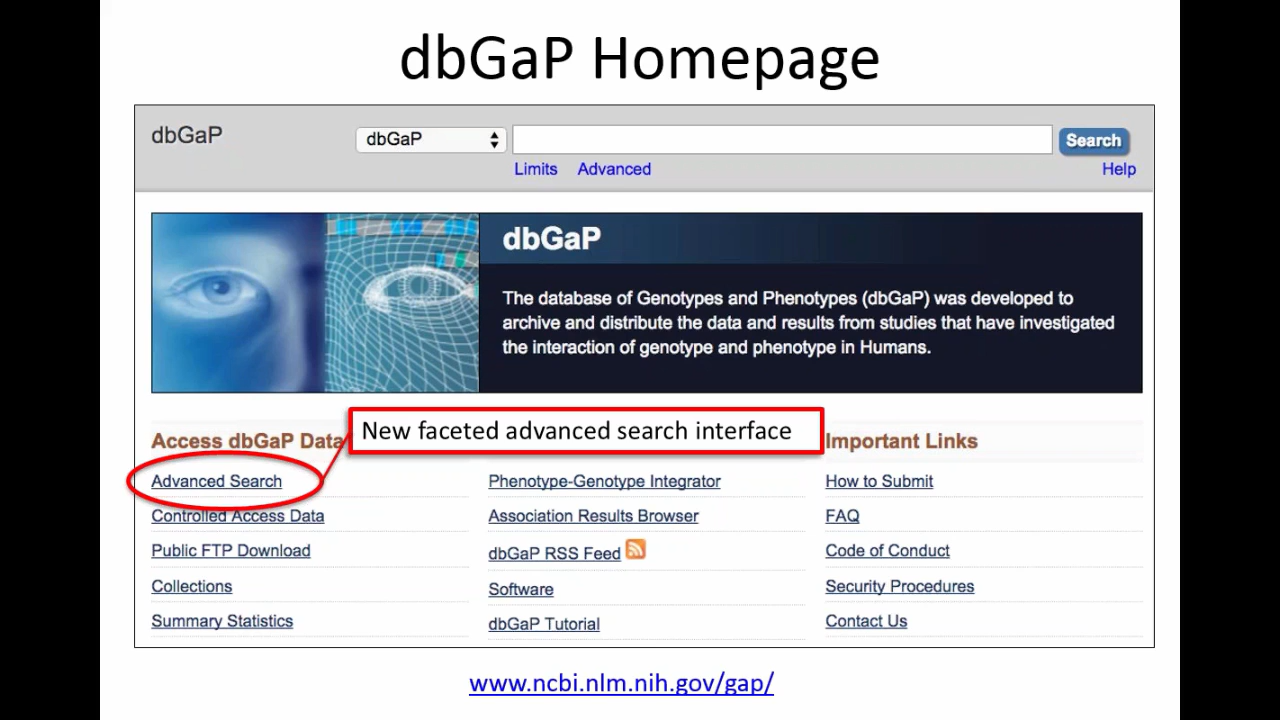 dbGaP Homepage
dbGaP
dbGaP
Search
Limits
Advanced
Help
dbGaP
The database of Genotypes and Phenotypes (dbGaP) was developed to
archive and distribute the data and results from studies that have investigated
the interaction of genotype and phenotype in Humans.
New faceted advanced search interface
Access dbGaP Data
Advanced Search
Controlled Access Data
Public FTP Download
Collections
Summary Statistics
Phenotype-Genotype Integrator
Association Results Browser
dbGaP RSS Feed
Software
dbGaP Tutorial
Important Links
How to Submit
FAQ
Code of Conduct
Security Procedures
Contact Us
www.ncbi.nlm.nih.gov/gap/